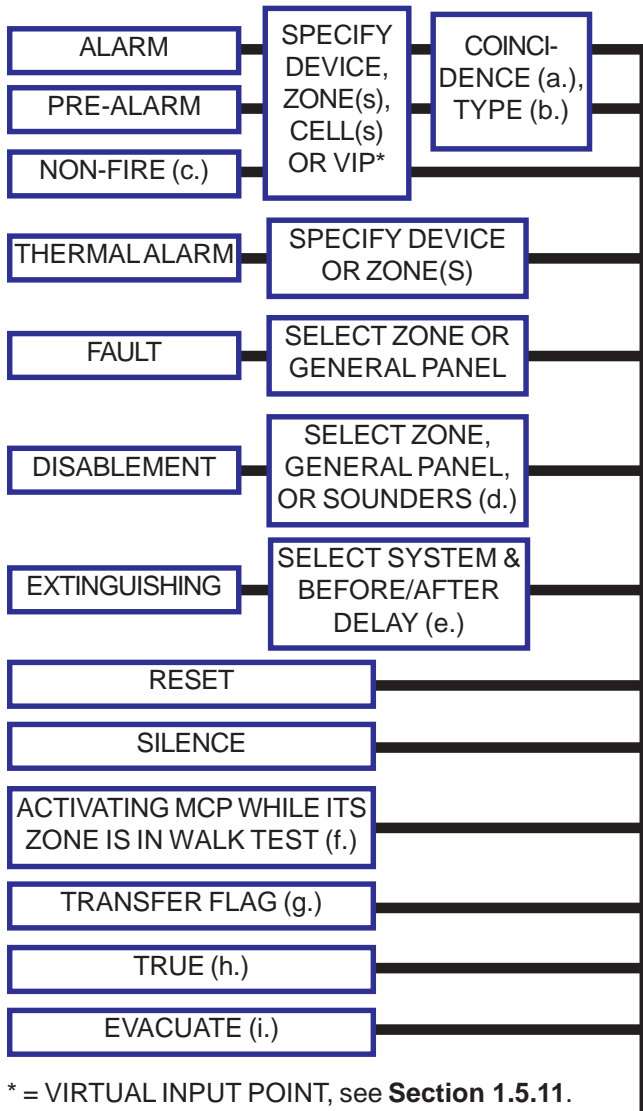 ALARM
PRE-ALARM
NON-FIRE (c.)
SPECIFY
DEVICE,
ZONE(s),
CELL(s)
OR VIP*
COINCI-
DENCE (a.),
TYPE (b.)
THERMAL ALARM
SPECIFY DEVICE
OR ZONE(S)
FAULT
SELECT ZONE OR
GENERAL PANEL
DISABLEMENT
SELECT ZONE,
GENERAL PANEL,
OR SOUNDERS (d.)
EXTINGUISHING
SELECT SYSTEM &
BEFORE/AFTER
DELAY (e.)
RESET
SILENCE
ACTIVATING MCP WHILE ITS
ZONE IS IN WALK TEST (f.)
TRANSFER FLAG (g.)
TRUE (h.)
EVACUATE (i.)
* = VIRTUAL INPUT POINT, see Section 1.5.11.